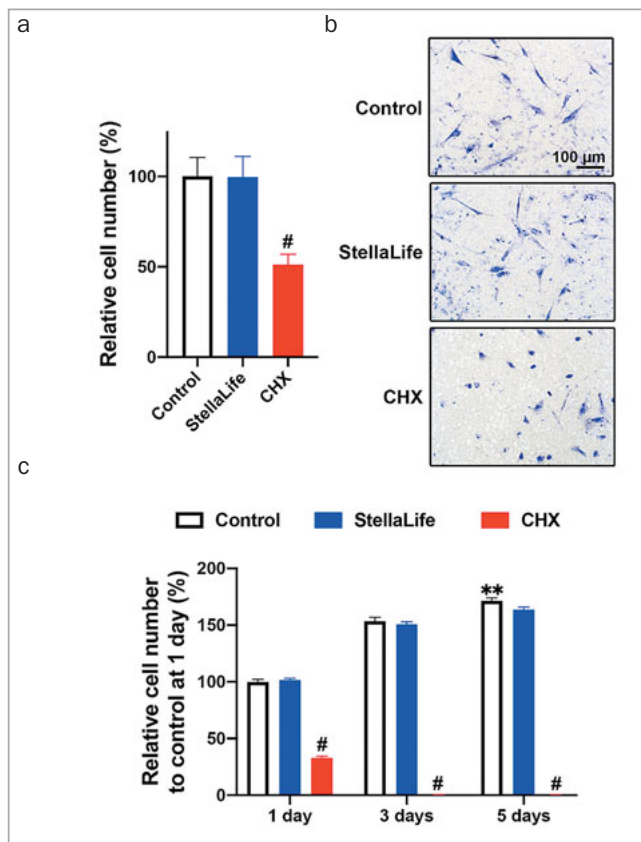 a
b
Relative cell number (%)
100
50
0
#
Control
StellaLife
CHX
Control
100 µm
StellaLife
CHX
c
Control
StellaLife
CHX
Relative cell number
to control at 1 day (%)
200
150
100
50
0
#
#
**
#
1 day
3 days
5 days